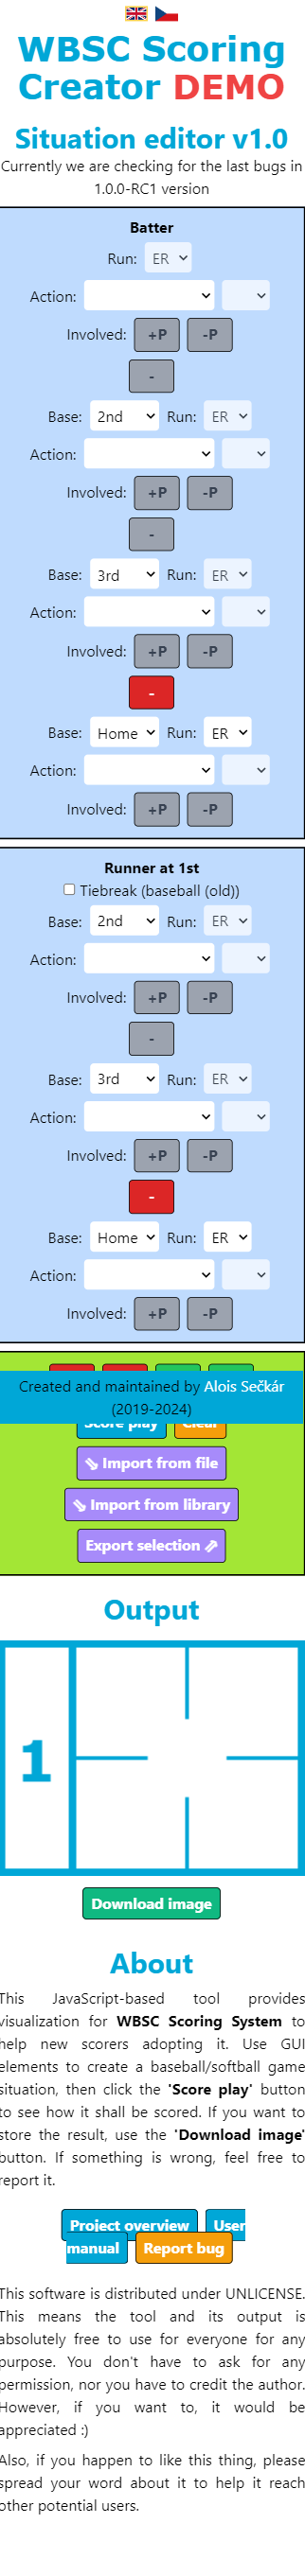 WBSC Scoring
Creator DEMO
Situation editor v1.0
Currently we are checking for the last bugs in
1.0.0-RC1 version
Batter
Run: ER
Action:
Involved: +P -P
-
Base: 2nd Run: ER
Action:
Involved: +P -P
-
Base: 3rd Run: ER
Action:
Involved: +P -P
-
Base: Home Run: ER
Action:
Involved: +P -P
Runner at 1st
Tiebreak (baseball (old))
Base: 2nd Run: ER
Action:
Involved: +P -P
-
Base: 3rd Run: ER
Action:
Involved: +P -P
-
Base: Home Run: ER
Action:
Involved: +P -P
Created and maintained by Alois Sečkár
(2019-2024)
Score play Clear
⇘ Import from file
⇘ Import from library
Export selection ⇗
Output
1
Download image
About
This JavaScript-based tool provides
visualization for WBSC Scoring System to
help new scorers adopting it. Use GUI
elements to create a baseball/softball game
situation, then click the 'Score play' button
to see how it shall be scored. If you want to
store the result, use the 'Download image'
button. If something is wrong, feel free to
report it.
Project overview User
manual Report bug
This software is distributed under UNLICENSE.
This means the tool and its output is
absolutely free to use for everyone for any
purpose. You don't have to ask for any
permission, nor you have to credit the author.
However, if you want to, it would be
appreciated :)
Also, if you happen to like this thing, please
spread your word about it to help it reach
other potential users.